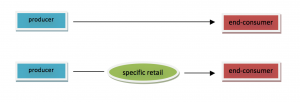 producer end-consumer
producer specific retail end-consumer